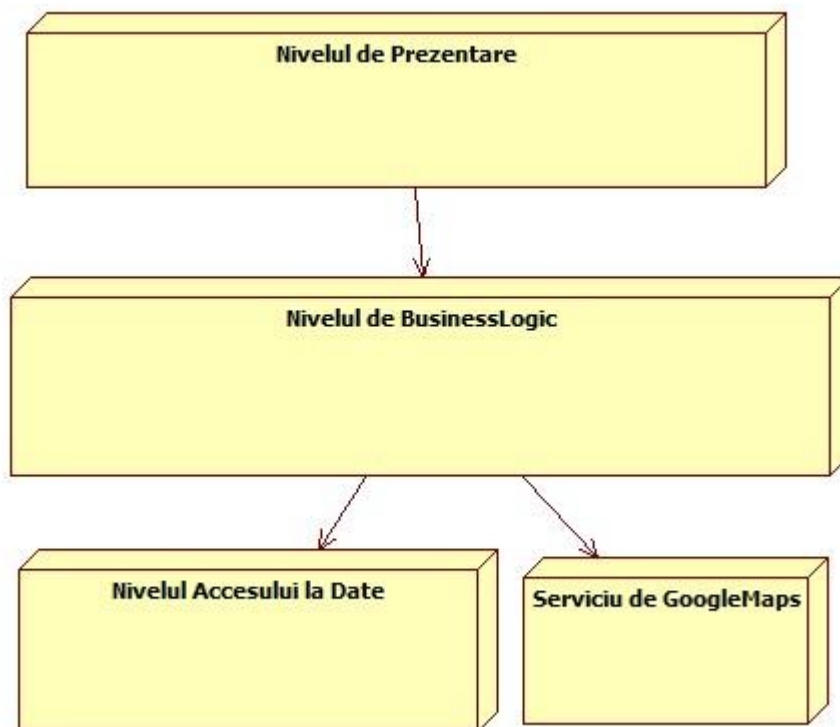 Nivelul de Prezentare
Nivelul de BusinessLogic
Nivelul Accesului la Date
Serviciu de GoogleMaps